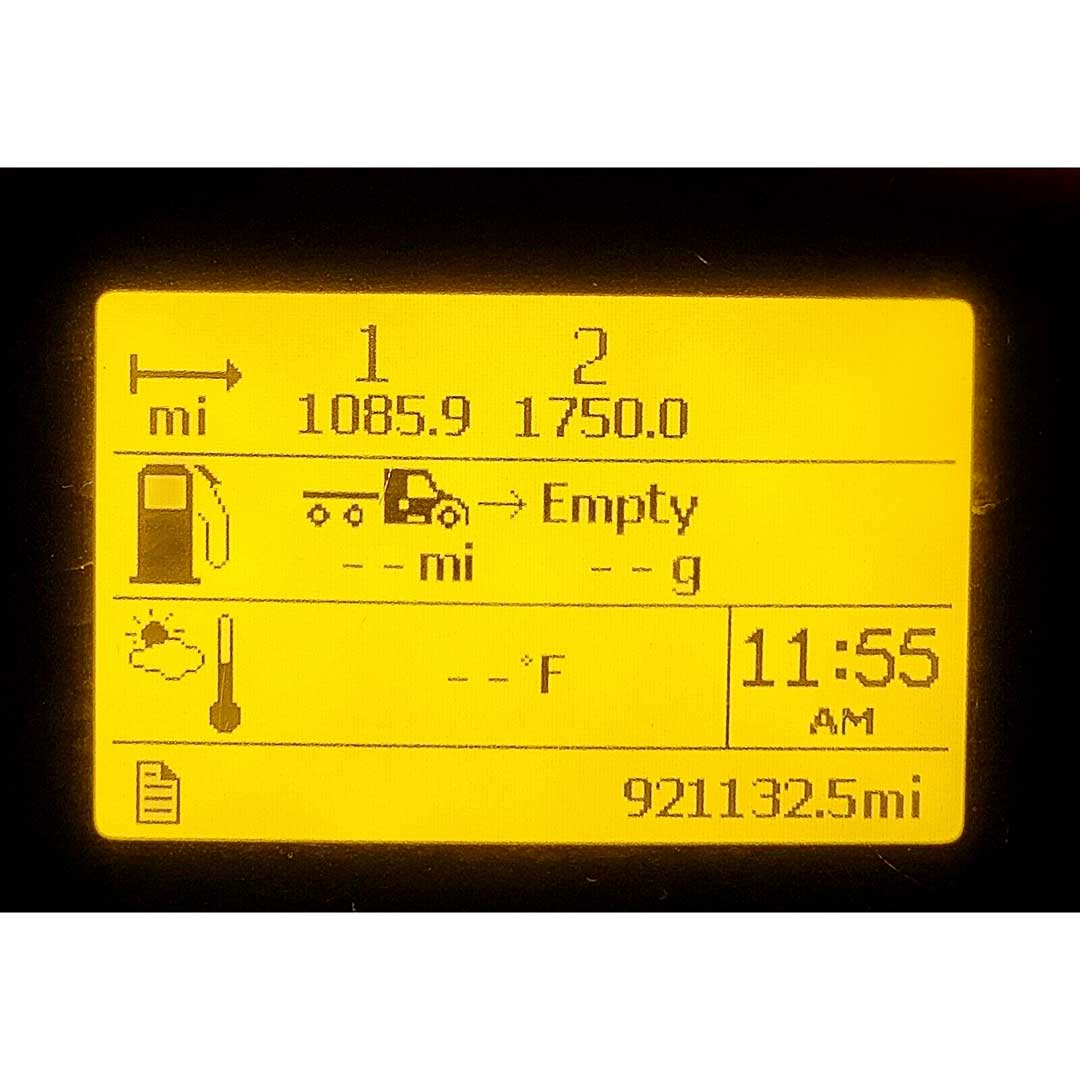 1 2
mi 1085.9 1750.0
Empty
--mi --g
--°F 11:55
AM
921132.5mi